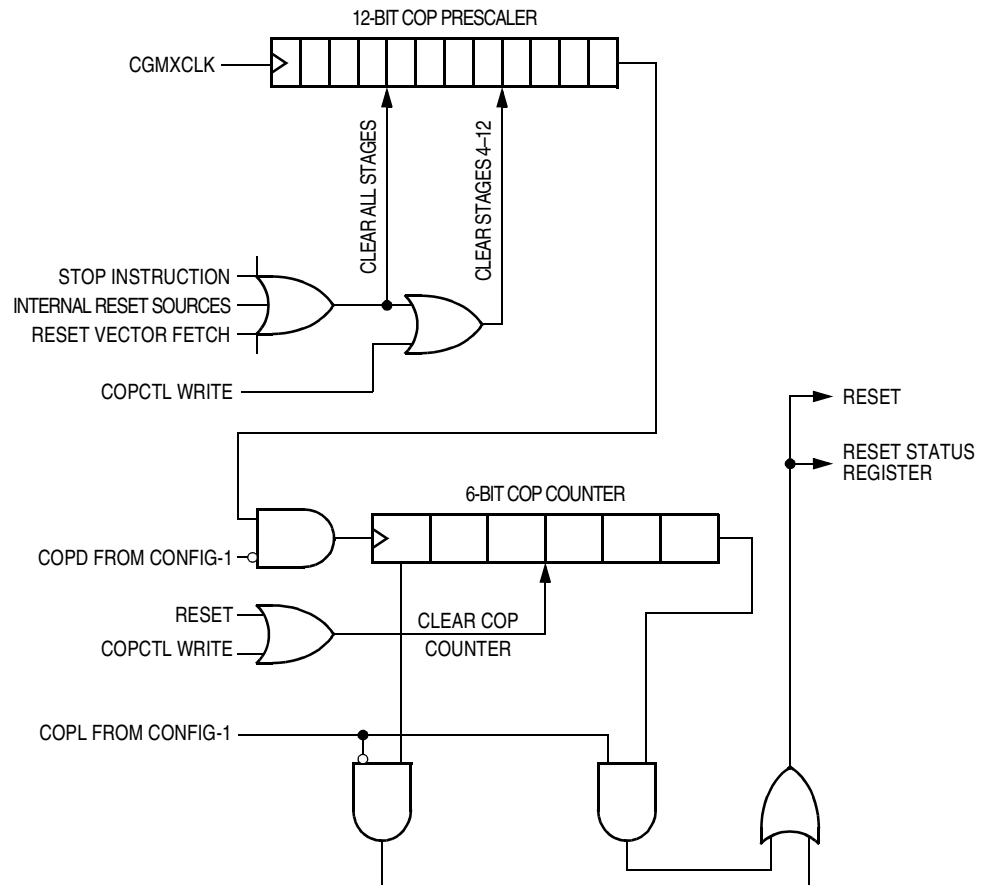 12-BIT COP PRESCALER
CGMXCLK
CLEAR ALL STAGES
CLEAR STAGES 4–12
STOP INSTRUCTION
INTERNAL RESET SOURCES
RESET VECTOR FETCH
COPCTL WRITE
RESET
RESET STATUS
REGISTER
6-BIT COP COUNTER
COPD FROM CONFIG-1
RESET
COPCTL WRITE
CLEAR COP
COUNTER
COPL FROM CONFIG-1